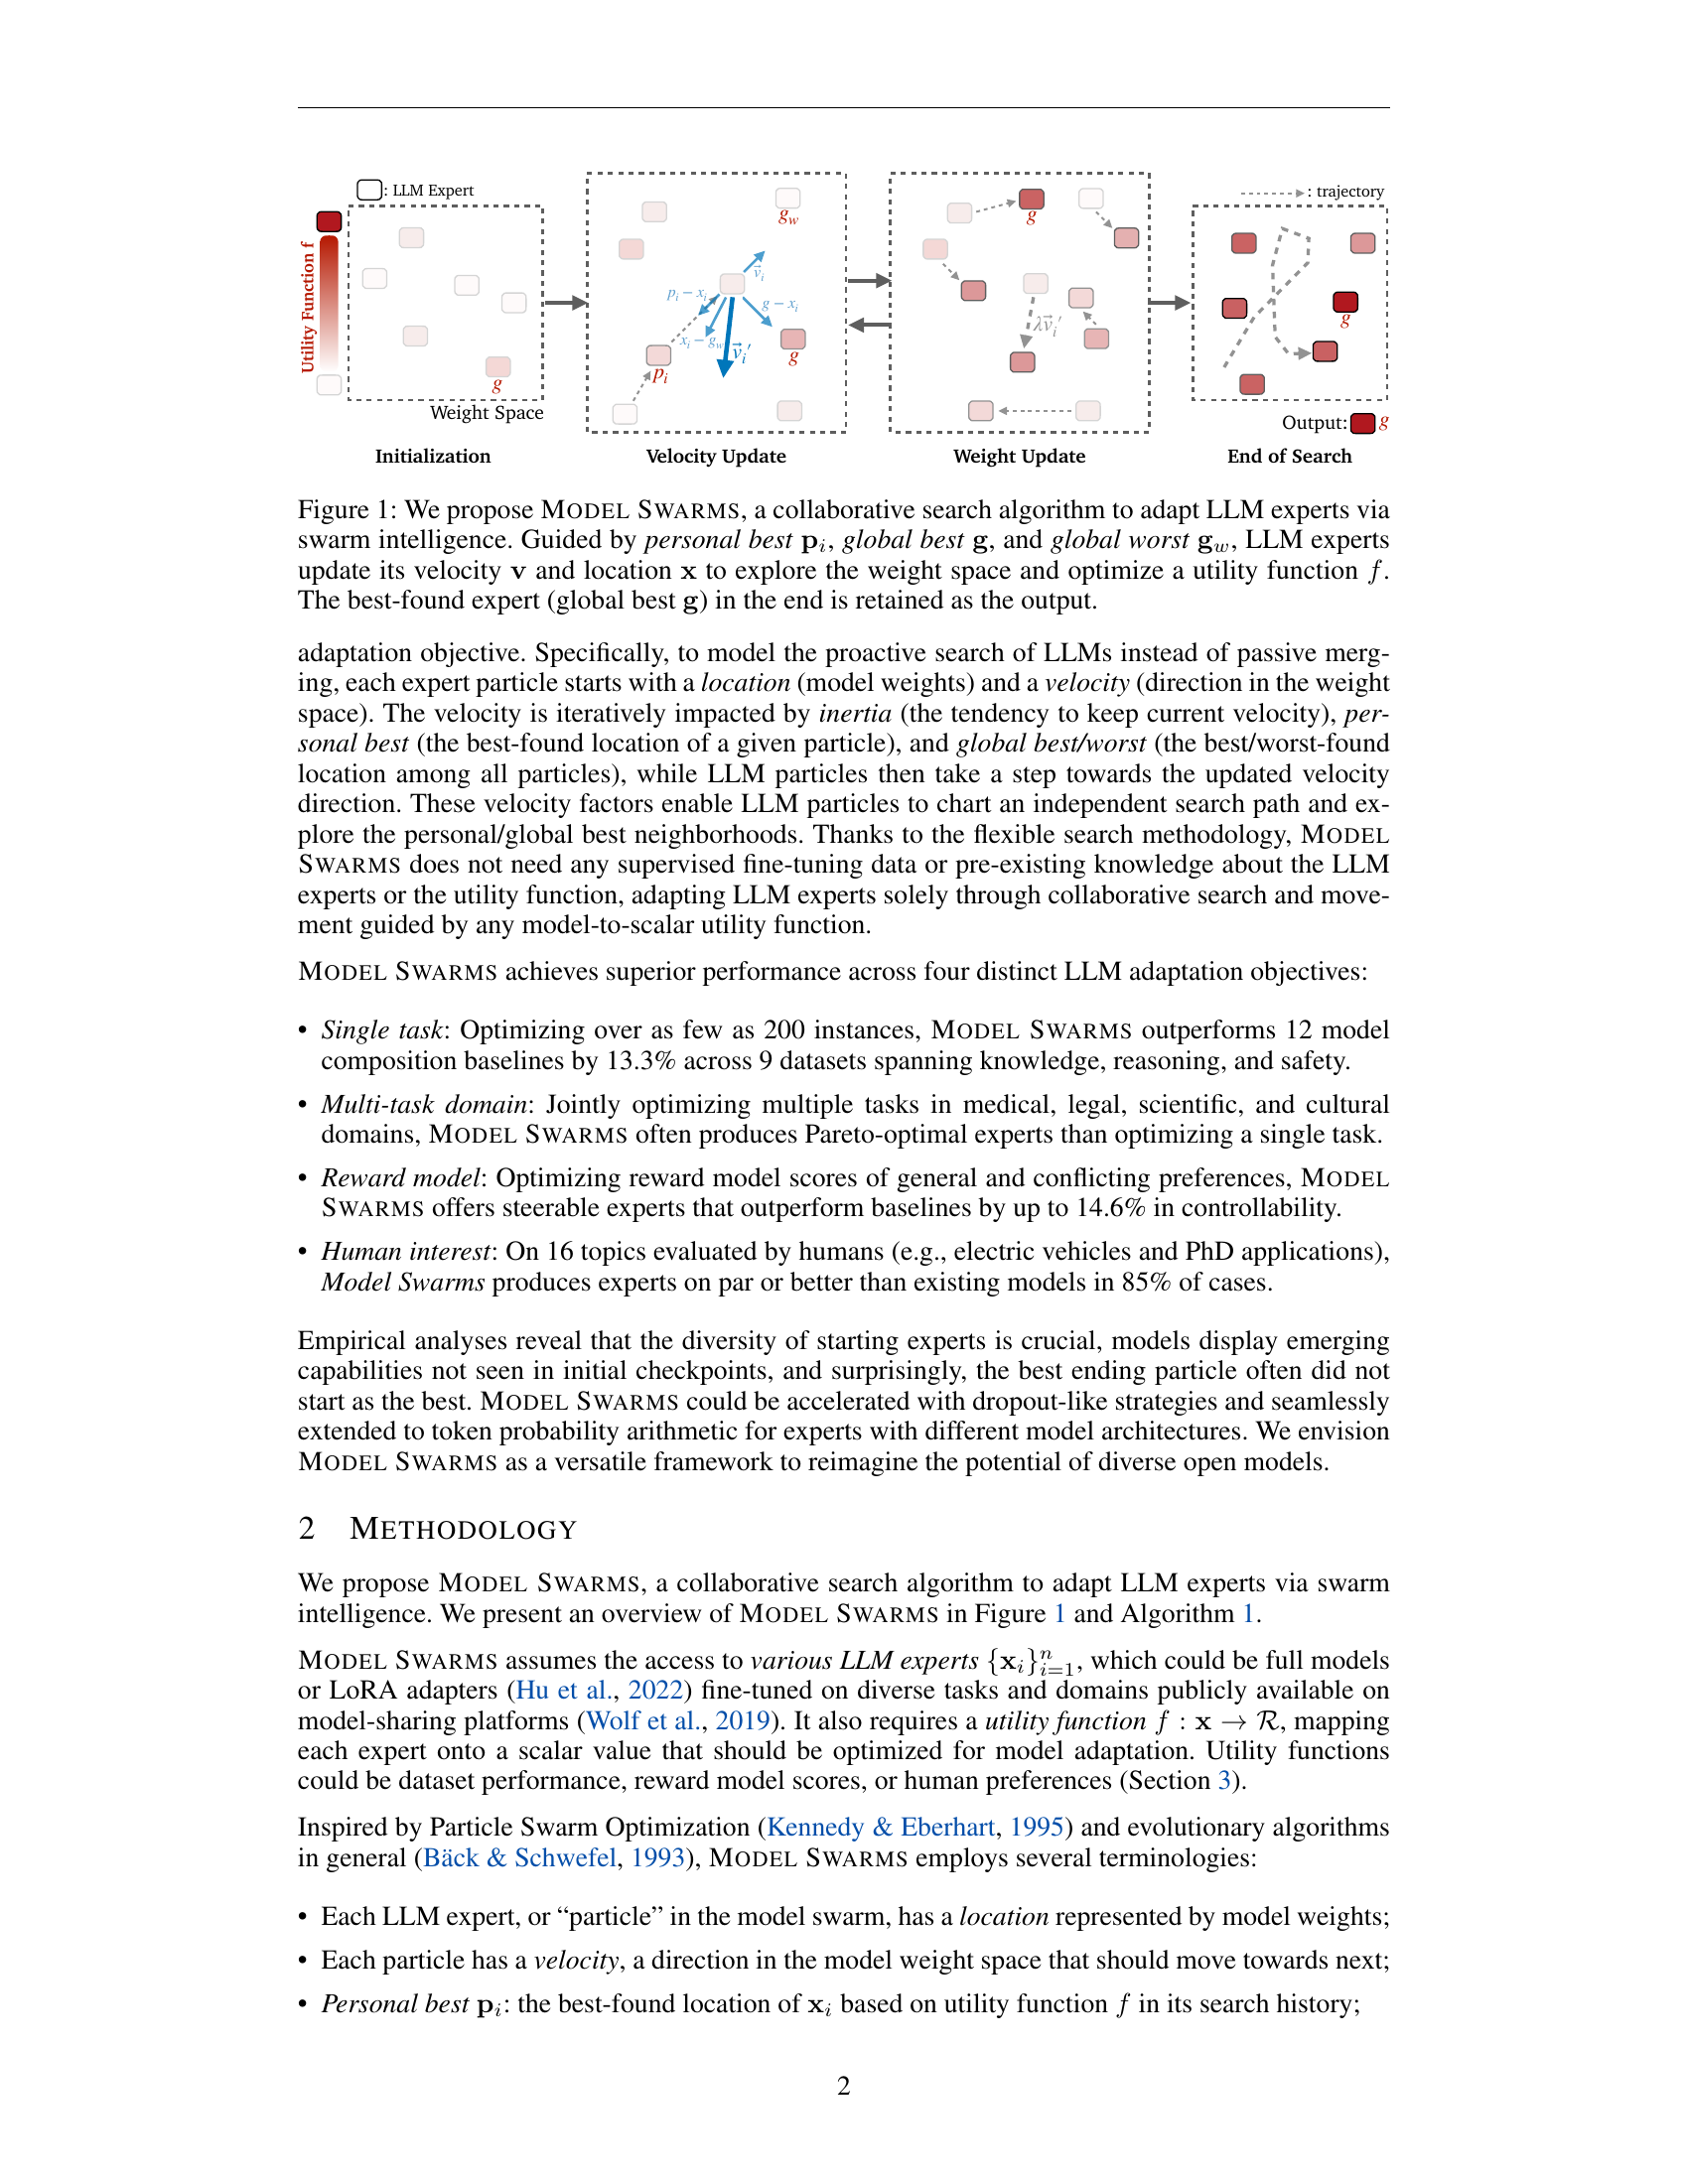 : LLM Expert
: trajectory
Utility Function f
g
Weight Space
g_w
v⃗_i
p_i − x_i
g − x_i
x_i − g_w
v⃗_i′
p_i
g
g
λv⃗_i′
g
Output: g
Initialization
Velocity Update
Weight Update
End of Search
Figure 1: We propose MODEL SWARMS, a collaborative search algorithm to adapt LLM experts via
swarm intelligence. Guided by personal best p_i, global best g, and global worst g_w, LLM experts
update its velocity v and location x to explore the weight space and optimize a utility function f.
The best-found expert (global best g) in the end is retained as the output.
adaptation objective. Specifically, to model the proactive search of LLMs instead of passive merg-
ing, each expert particle starts with a location (model weights) and a velocity (direction in the weight
space). The velocity is iteratively impacted by inertia (the tendency to keep current velocity), per-
sonal best (the best-found location of a given particle), and global best/worst (the best/worst-found
location among all particles), while LLM particles then take a step towards the updated velocity
direction. These velocity factors enable LLM particles to chart an independent search path and ex-
plore the personal/global best neighborhoods. Thanks to the flexible search methodology, MODEL
SWARMS does not need any supervised fine-tuning data or pre-existing knowledge about the LLM
experts or the utility function, adapting LLM experts solely through collaborative search and move-
ment guided by any model-to-scalar utility function.
MODEL SWARMS achieves superior performance across four distinct LLM adaptation objectives:
• Single task: Optimizing over as few as 200 instances, MODEL SWARMS outperforms 12 model
composition baselines by 13.3% across 9 datasets spanning knowledge, reasoning, and safety.
• Multi-task domain: Jointly optimizing multiple tasks in medical, legal, scientific, and cultural
domains, MODEL SWARMS often produces Pareto-optimal experts than optimizing a single task.
• Reward model: Optimizing reward model scores of general and conflicting preferences, MODEL
SWARMS offers steerable experts that outperform baselines by up to 14.6% in controllability.
• Human interest: On 16 topics evaluated by humans (e.g., electric vehicles and PhD applications),
Model Swarms produces experts on par or better than existing models in 85% of cases.
Empirical analyses reveal that the diversity of starting experts is crucial, models display emerging
capabilities not seen in initial checkpoints, and surprisingly, the best ending particle often did not
start as the best. MODEL SWARMS could be accelerated with dropout-like strategies and seamlessly
extended to token probability arithmetic for experts with different model architectures. We envision
MODEL SWARMS as a versatile framework to reimagine the potential of diverse open models.
2 METHODOLOGY
We propose MODEL SWARMS, a collaborative search algorithm to adapt LLM experts via swarm
intelligence. We present an overview of MODEL SWARMS in Figure 1 and Algorithm 1.
MODEL SWARMS assumes the access to various LLM experts {x_i}_{i=1}^n, which could be full models
or LoRA adapters (Hu et al., 2022) fine-tuned on diverse tasks and domains publicly available on
model-sharing platforms (Wolf et al., 2019). It also requires a utility function f : x → R, mapping
each expert onto a scalar value that should be optimized for model adaptation. Utility functions
could be dataset performance, reward model scores, or human preferences (Section 3).
Inspired by Particle Swarm Optimization (Kennedy & Eberhart, 1995) and evolutionary algorithms
in general (Bäck & Schwefel, 1993), MODEL SWARMS employs several terminologies:
• Each LLM expert, or “particle” in the model swarm, has a location represented by model weights;
• Each particle has a velocity, a direction in the model weight space that should move towards next;
• Personal best p_i: the best-found location of x_i based on utility function f in its search history;
2